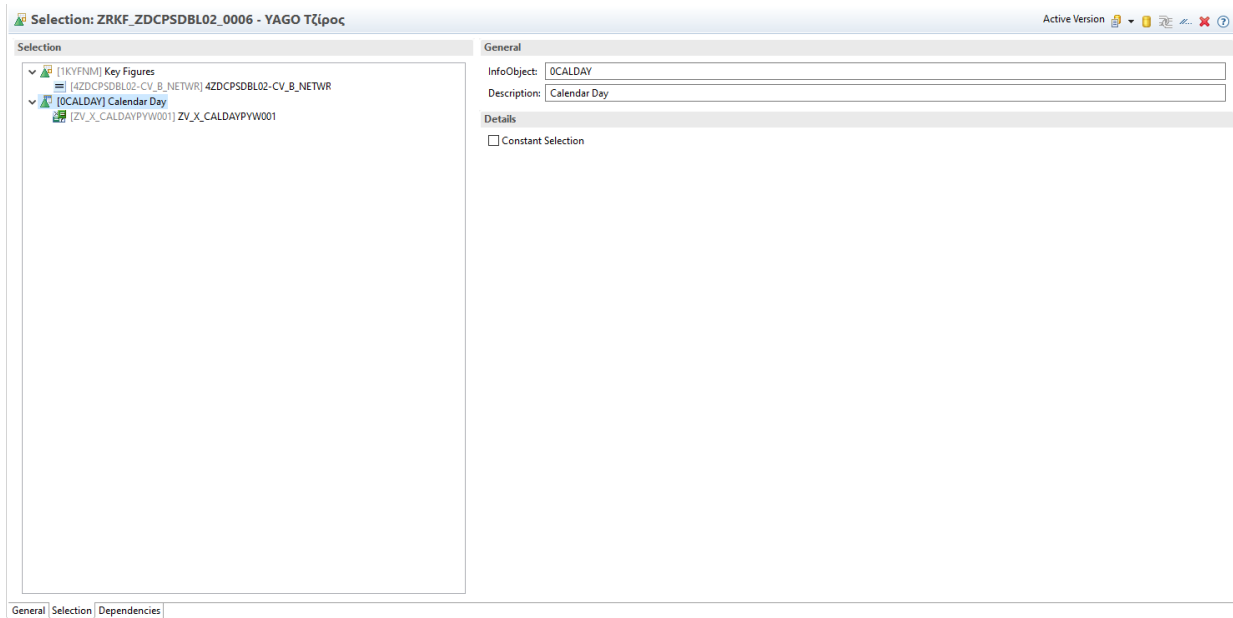 Selection: ZRKF_ZDCPSDBL02_0006 - YAGO Τζίρος
Active Version
Selection
General
[1KYFNM] Key Figures
[4ZDCPSDBL02-CV_B_NETWR] 4ZDCPSDBL02-CV_B_NETWR
[0CALDAY] Calendar Day
[ZV_X_CALDAYPYW001] ZV_X_CALDAYPYW001
InfoObject: 0CALDAY
Description: Calendar Day
Details
Constant Selection
General Selection Dependencies